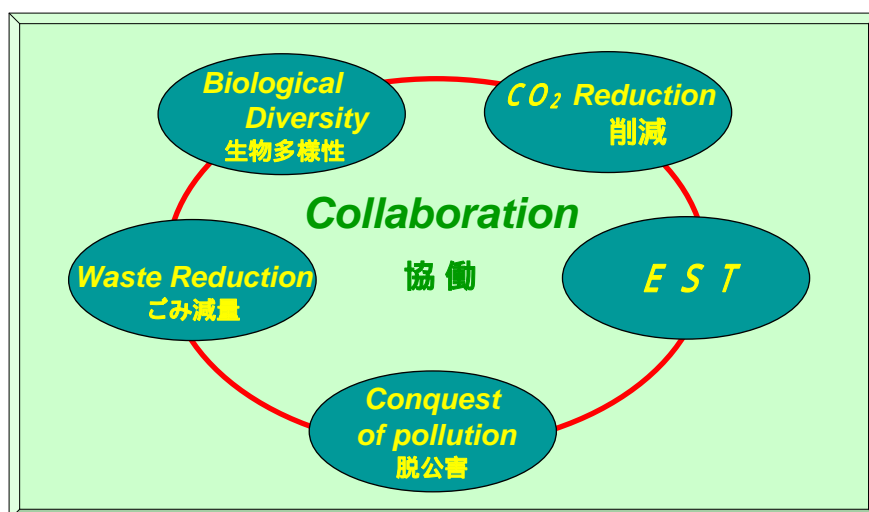 Biological
Diversity
生物多様性
CO₂ Reduction
削減
Collaboration
協働
Waste Reduction
ごみ減量
E S T
Conquest
of pollution
脱公害